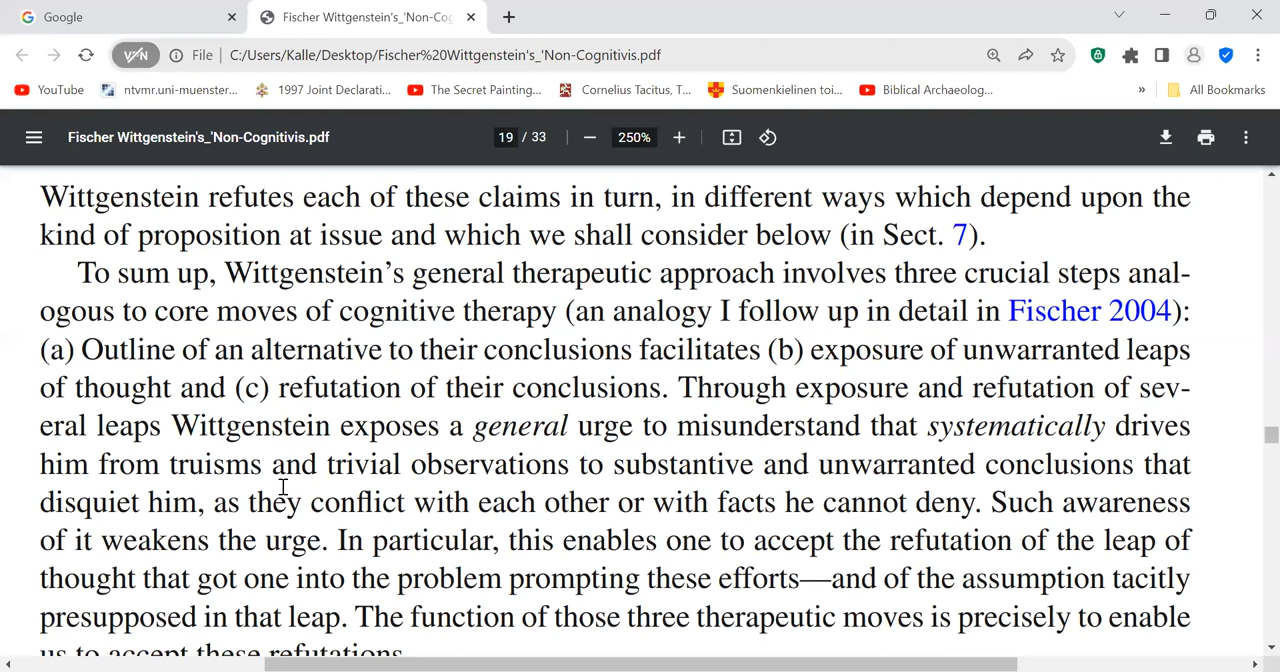 Google
Fischer Wittgenstein's_'Non-Cog
VPN
File
C:/Users/Kalle/Desktop/Fischer%20Wittgenstein's_'Non-Cognitivis.pdf
YouTube
ntvmr.uni-muenster...
1997 Joint Declarati...
The Secret Painting...
Cornelius Tacitus, T...
Suomenkielinen toi...
Biblical Archaeolog...
»
All Bookmarks
Fischer Wittgenstein's_'Non-Cognitivis.pdf
19 / 33
250%
Wittgenstein refutes each of these claims in turn, in different ways which depend upon the
kind of proposition at issue and which we shall consider below (in Sect. 7).
To sum up, Wittgenstein's general therapeutic approach involves three crucial steps anal-
ogous to core moves of cognitive therapy (an analogy I follow up in detail in Fischer 2004):
(a) Outline of an alternative to their conclusions facilitates (b) exposure of unwarranted leaps
of thought and (c) refutation of their conclusions. Through exposure and refutation of sev-
eral leaps Wittgenstein exposes a general urge to misunderstand that systematically drives
him from truisms and trivial observations to substantive and unwarranted conclusions that
disquiet him, as they conflict with each other or with facts he cannot deny. Such awareness
of it weakens the urge. In particular, this enables one to accept the refutation of the leap of
thought that got one into the problem prompting these efforts—and of the assumption tacitly
presupposed in that leap. The function of those three therapeutic moves is precisely to enable
us to accept these refutations.